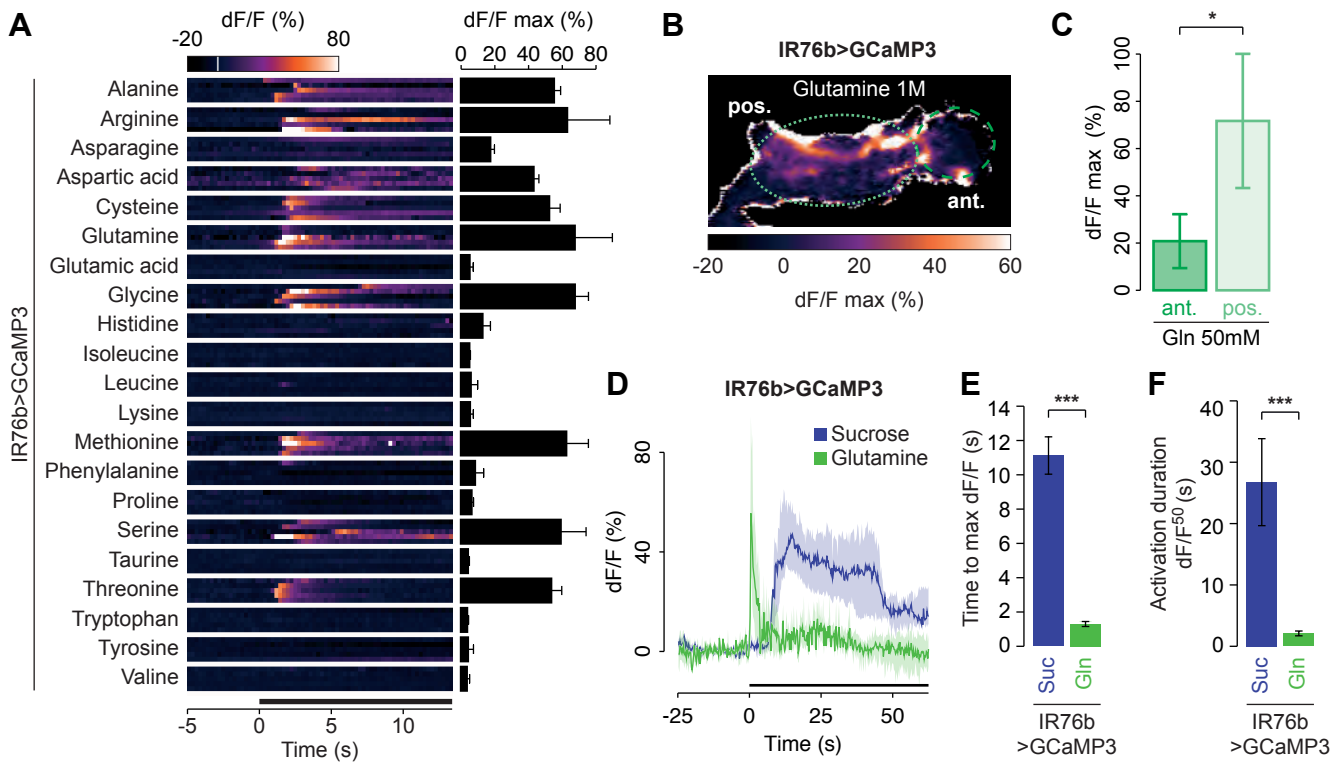 A
dF/F (%)
-20 80
dF/F max (%)
0 20 40 60 80
IR76b>GCaMP3
Alanine
Arginine
Asparagine
Aspartic acid
Cysteine
Glutamine
Glutamic acid
Glycine
Histidine
Isoleucine
Leucine
Lysine
Methionine
Phenylalanine
Proline
Serine
Taurine
Threonine
Tryptophan
Tyrosine
Valine
-5 0 5 10
Time (s)
B
IR76b>GCaMP3
Glutamine 1M
pos.
ant.
-20 0 20 40 60
dF/F max (%)
C
*
dF/F max (%)
100
80
60
40
20
0
ant. pos.
Gln 50mM
D
IR76b>GCaMP3
Sucrose
Glutamine
dF/F (%)
80
40
0
-25 0 25 50
Time (s)
E
***
Time to max dF/F (s)
14
12
10
8
6
4
2
0
Suc Gln
IR76b
>GCaMP3
F
***
Activation duration
dF/F50 (s)
40
30
20
10
0
Suc Gln
IR76b
>GCaMP3